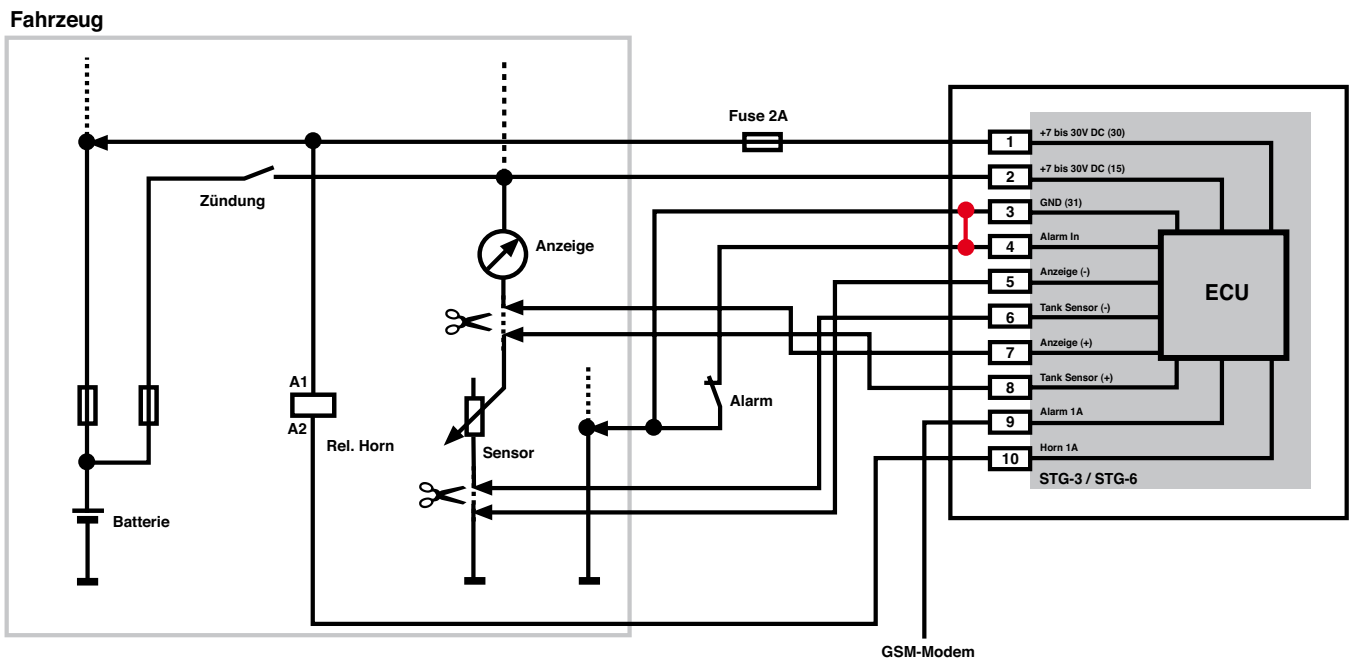 Fahrzeug
Fuse 2A
Zündung
Anzeige
A1
A2
Rel. Horn
Sensor
Alarm
Batterie
1 +7 bis 30V DC (30)
2 +7 bis 30V DC (15)
3 GND (31)
4 Alarm In
5 Anzeige (-)
6 Tank Sensor (-)
7 Anzeige (+)
8 Tank Sensor (+)
9 Alarm 1A
10 Horn 1A
ECU
STG-3 / STG-6
GSM-Modem